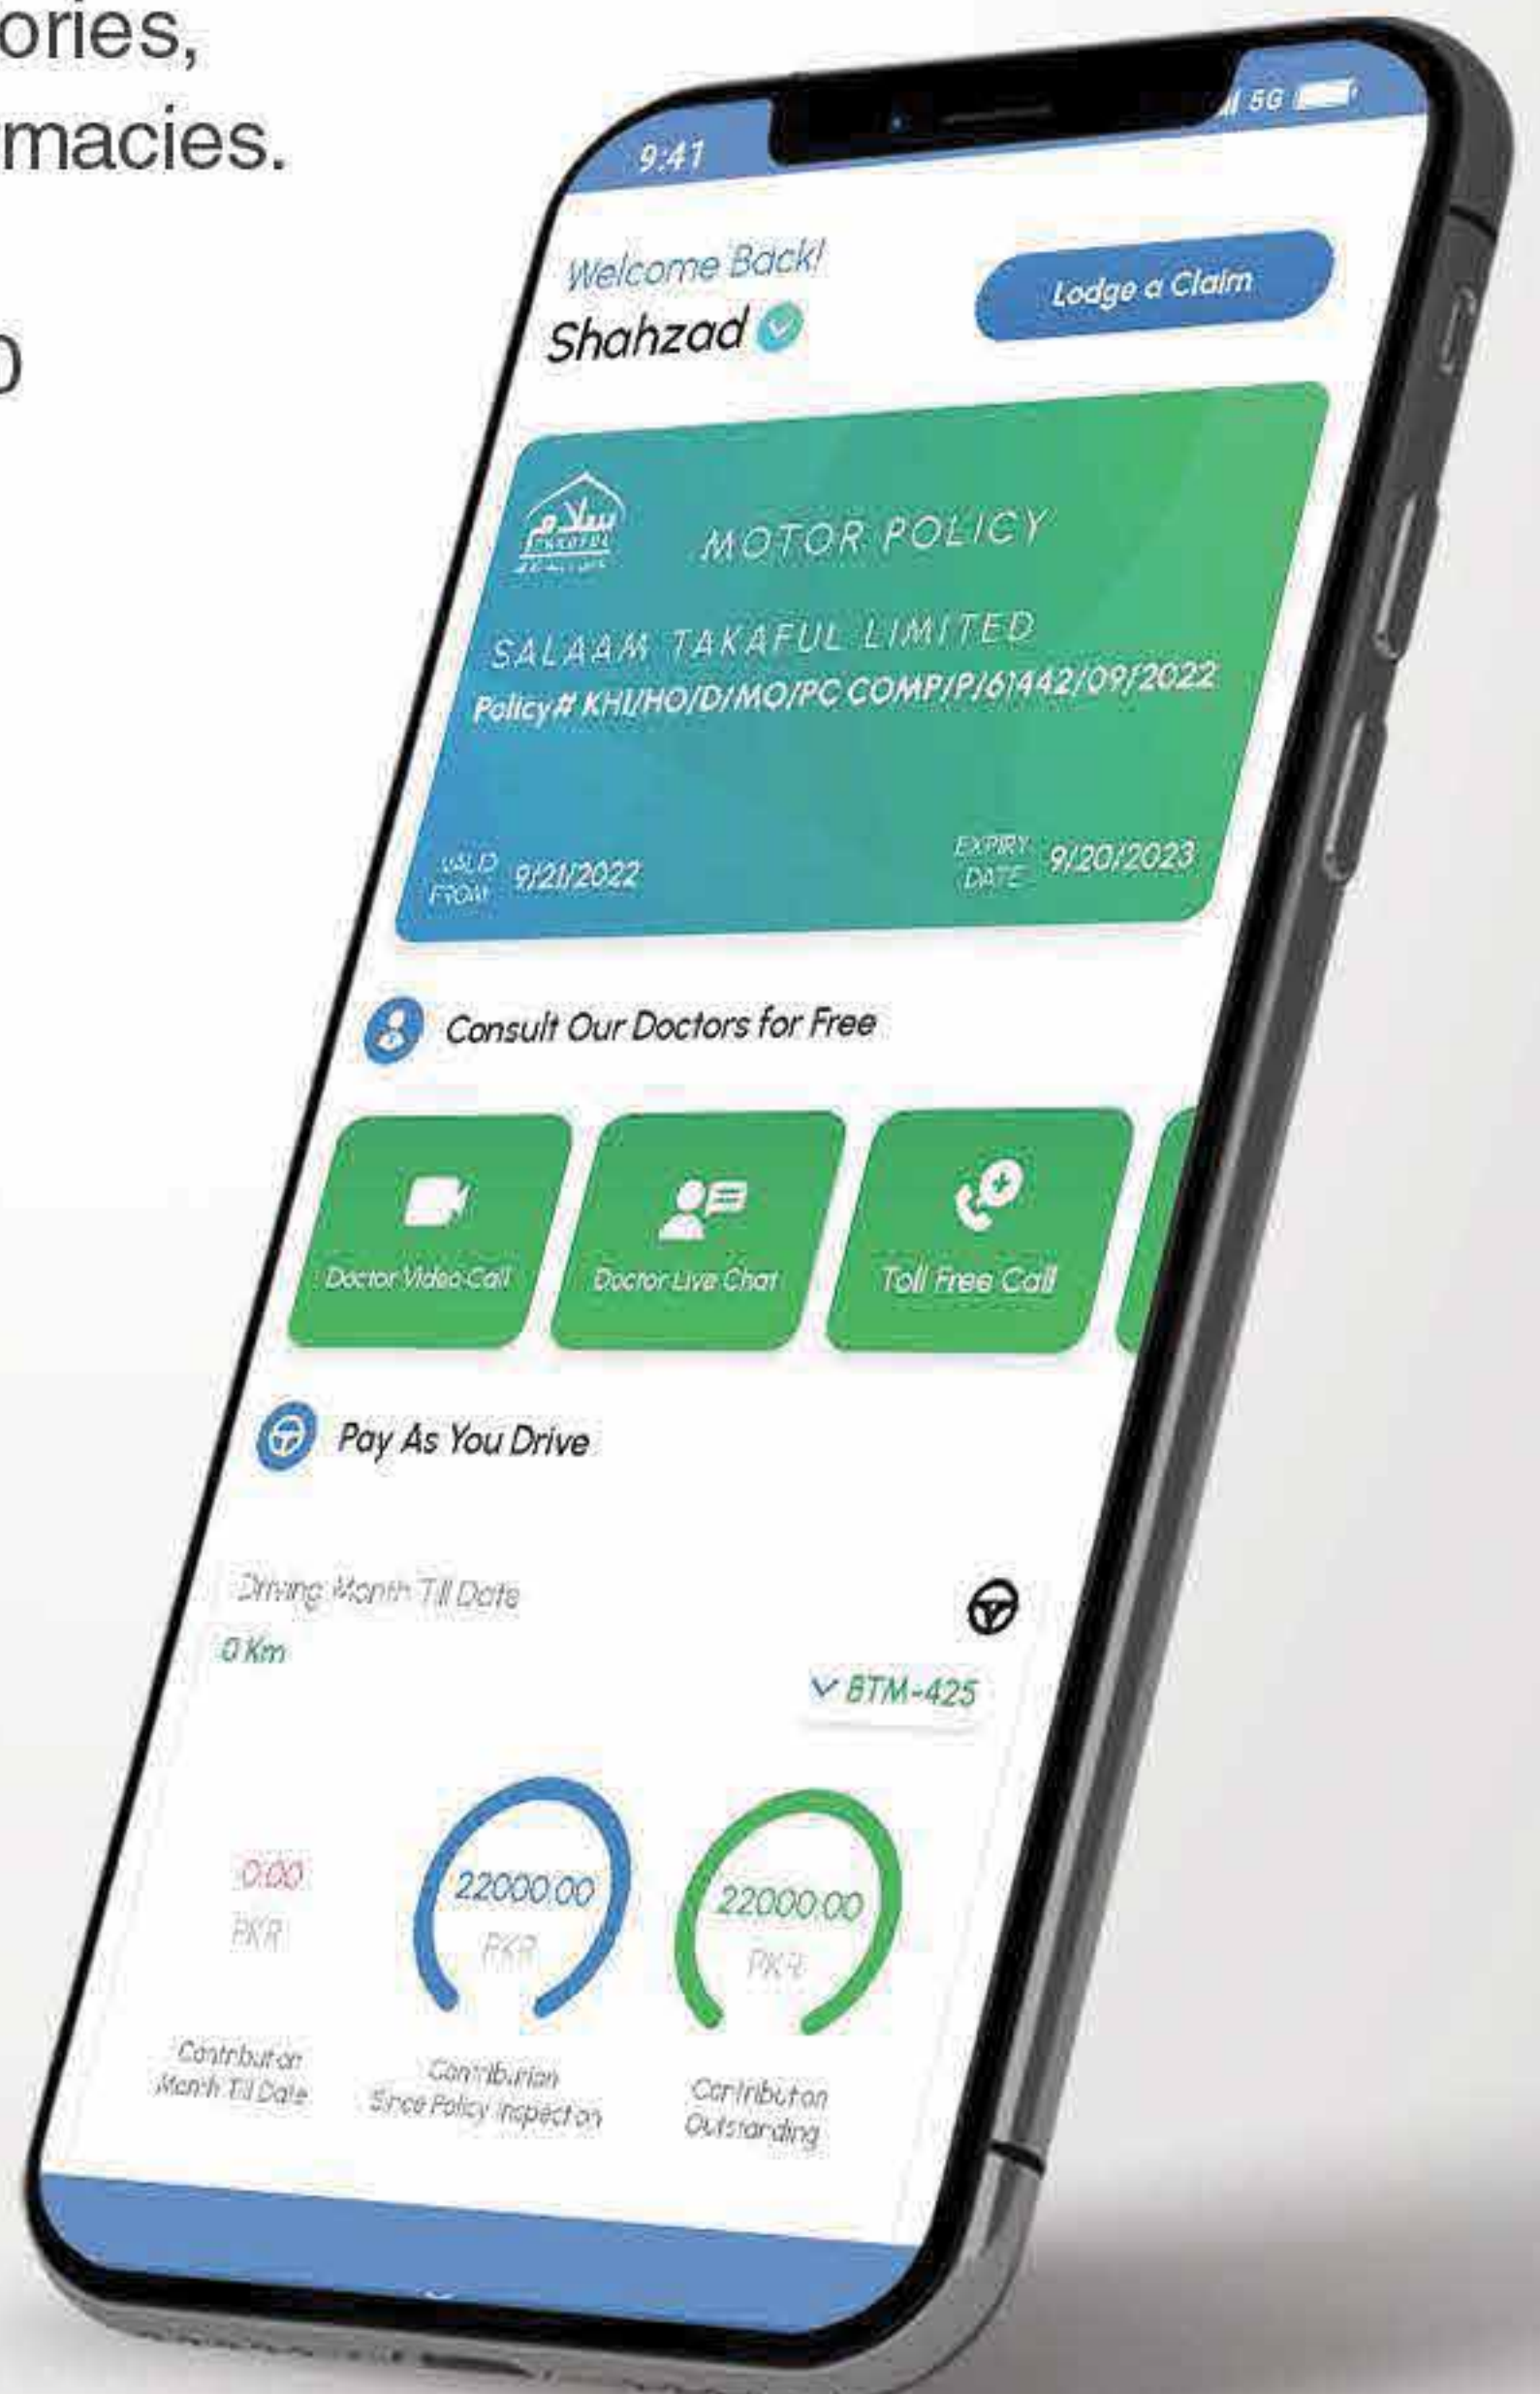 ories,
macies.
9:41
5G
Welcome Back!
Lodge a Claim
Shahzad
سلام
TAKAFUL
MOTOR POLICY
SALAAM TAKAFUL LIMITED
Policy# KHI/HO/D/MO/PC COMP/P/61442/09/2022
VALID FROM 9/21/2022
EXPIRY DATE 9/20/2023
Consult Our Doctors for Free
Doctor Video Call
Doctor Live Chat
Toll Free Call
Pay As You Drive
Driving Month Till Date
0 Km
BTM-425
0.00
PKR
22000.00
PKR
22000.00
PKR
Contribution
Month Till Date
Contribution
Since Policy Inspection
Contribution
Outstanding